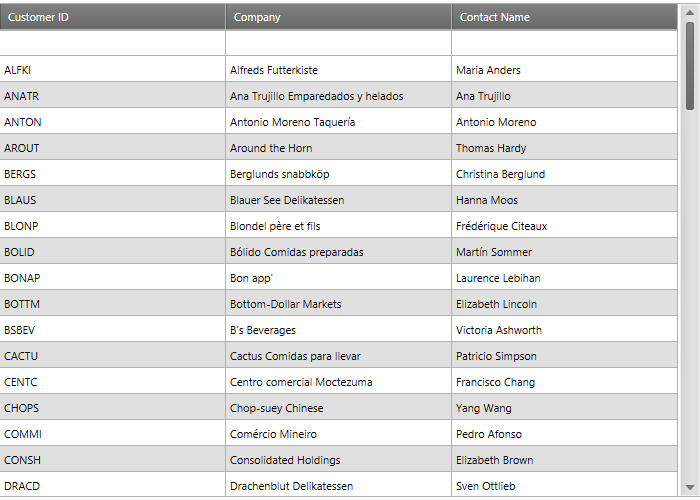 Customer ID Company Contact Name
ALFKI Alfreds Futterkiste Maria Anders
ANATR Ana Trujillo Emparedados y helados Ana Trujillo
ANTON Antonio Moreno Taquería Antonio Moreno
AROUT Around the Horn Thomas Hardy
BERGS Berglunds snabbköp Christina Berglund
BLAUS Blauer See Delikatessen Hanna Moos
BLONP Blondel père et fils Frédérique Citeaux
BOLID Bólido Comidas preparadas Martín Sommer
BONAP Bon app' Laurence Lebihan
BOTTM Bottom-Dollar Markets Elizabeth Lincoln
BSBEV B's Beverages Victoria Ashworth
CACTU Cactus Comidas para llevar Patricio Simpson
CENTC Centro comercial Moctezuma Francisco Chang
CHOPS Chop-suey Chinese Yang Wang
COMMI Comércio Mineiro Pedro Afonso
CONSH Consolidated Holdings Elizabeth Brown
DRACD Drachenblut Delikatessen Sven Ottlieb